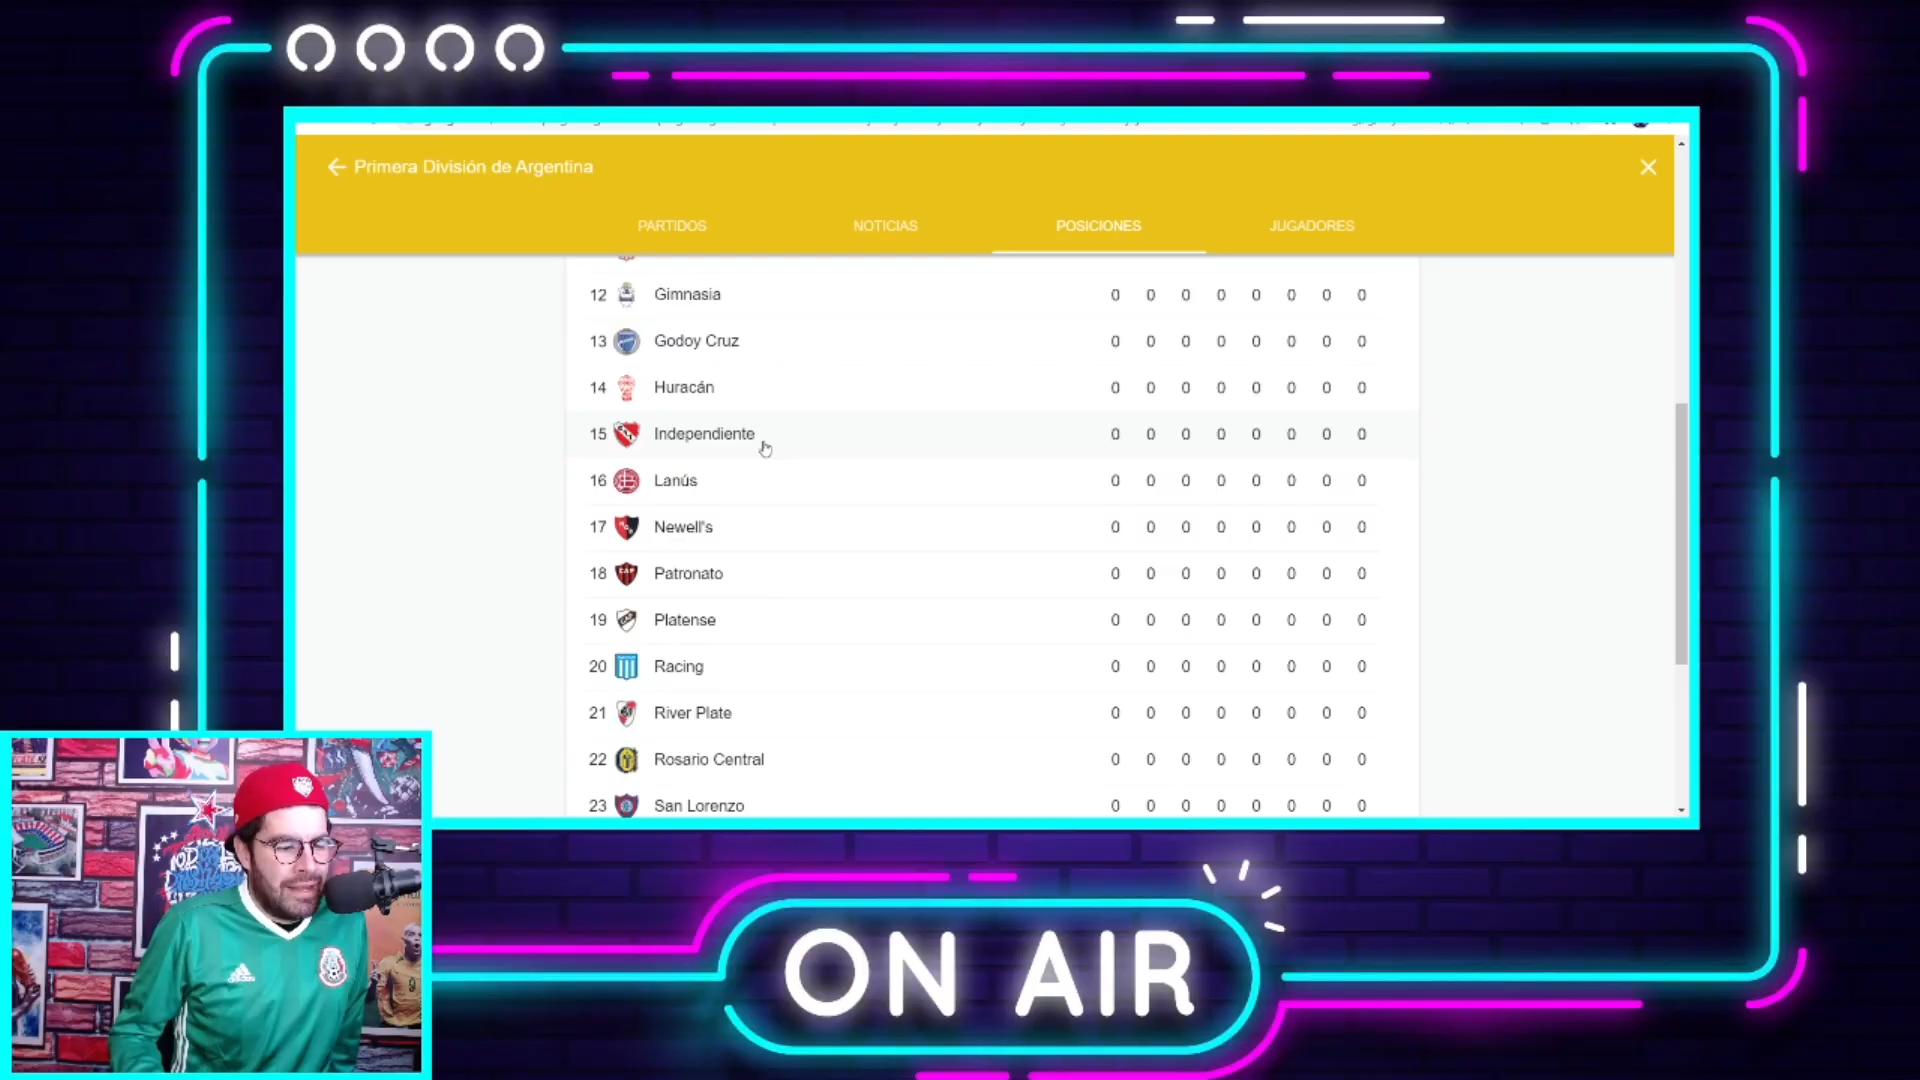 ← Primera División de Argentina
PARTIDOS NOTICIAS POSICIONES JUGADORES
12 Gimnasia 0 0 0 0 0 0 0 0
13 Godoy Cruz 0 0 0 0 0 0 0 0
14 Huracán 0 0 0 0 0 0 0 0
15 Independiente 0 0 0 0 0 0 0 0
16 Lanús 0 0 0 0 0 0 0 0
17 Newell's 0 0 0 0 0 0 0 0
18 Patronato 0 0 0 0 0 0 0 0
19 Platense 0 0 0 0 0 0 0 0
20 Racing 0 0 0 0 0 0 0 0
21 River Plate 0 0 0 0 0 0 0 0
22 Rosario Central 0 0 0 0 0 0 0 0
23 San Lorenzo 0 0 0 0 0 0 0 0
adidas
ON AIR